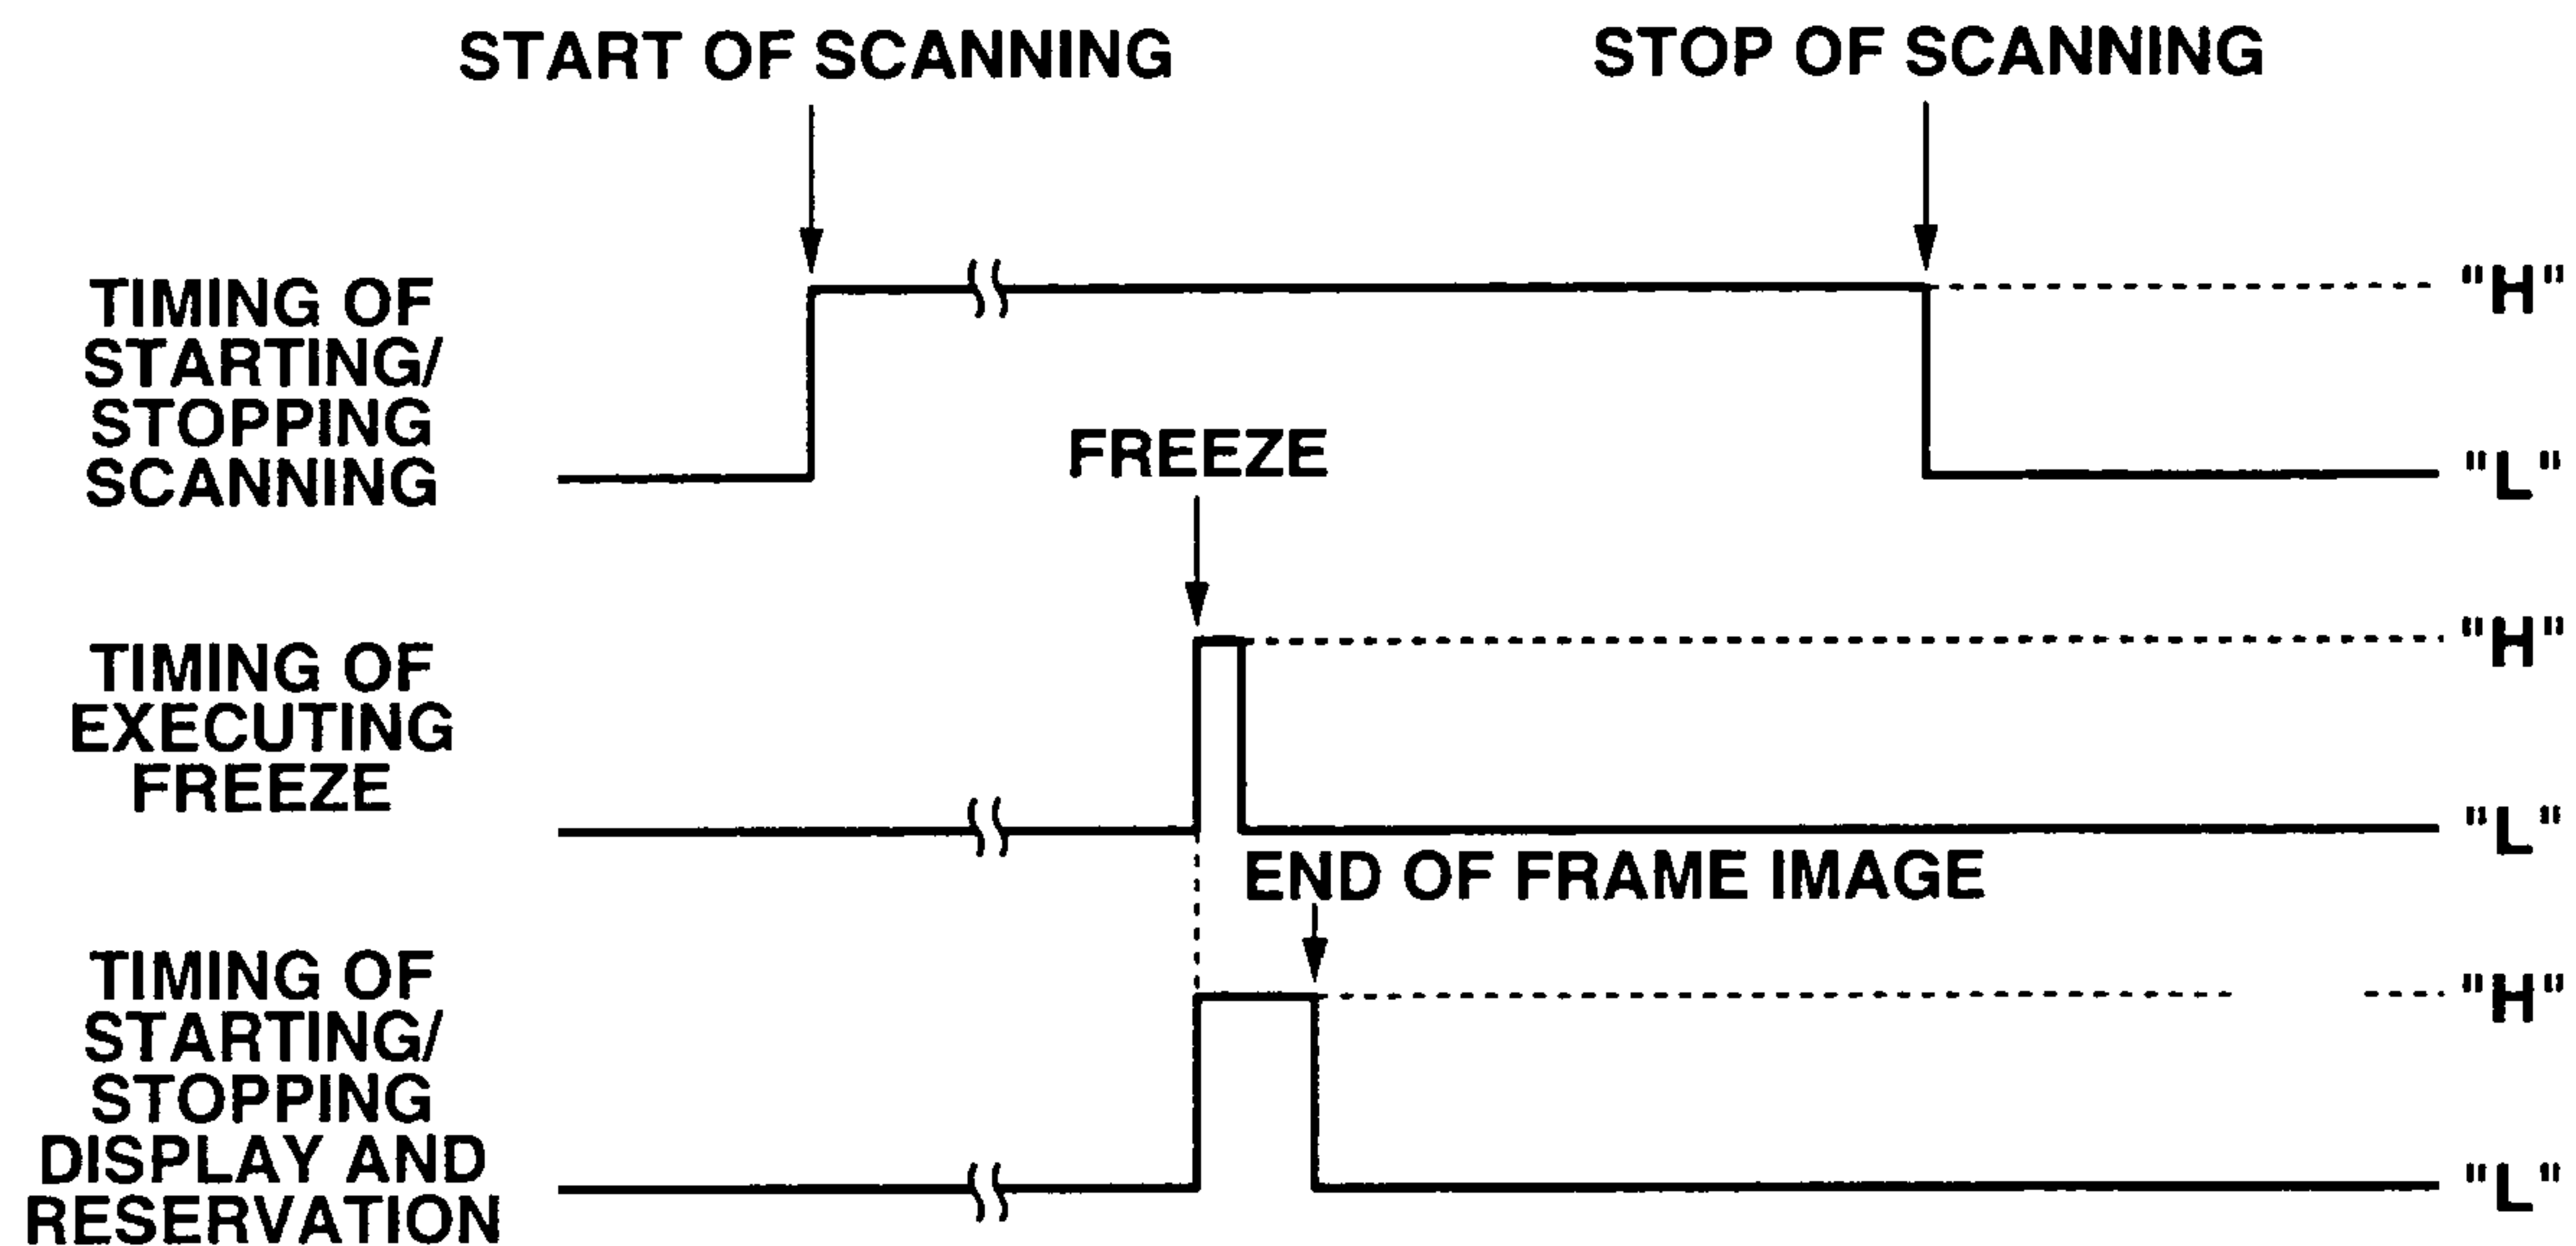 START OF SCANNING
STOP OF SCANNING
TIMING OF
STARTING/
STOPPING
SCANNING
"H"
"L"
FREEZE
TIMING OF
EXECUTING
FREEZE
"H"
"L"
END OF FRAME IMAGE
TIMING OF
STARTING/
STOPPING
DISPLAY AND
RESERVATION
"H"
"L"